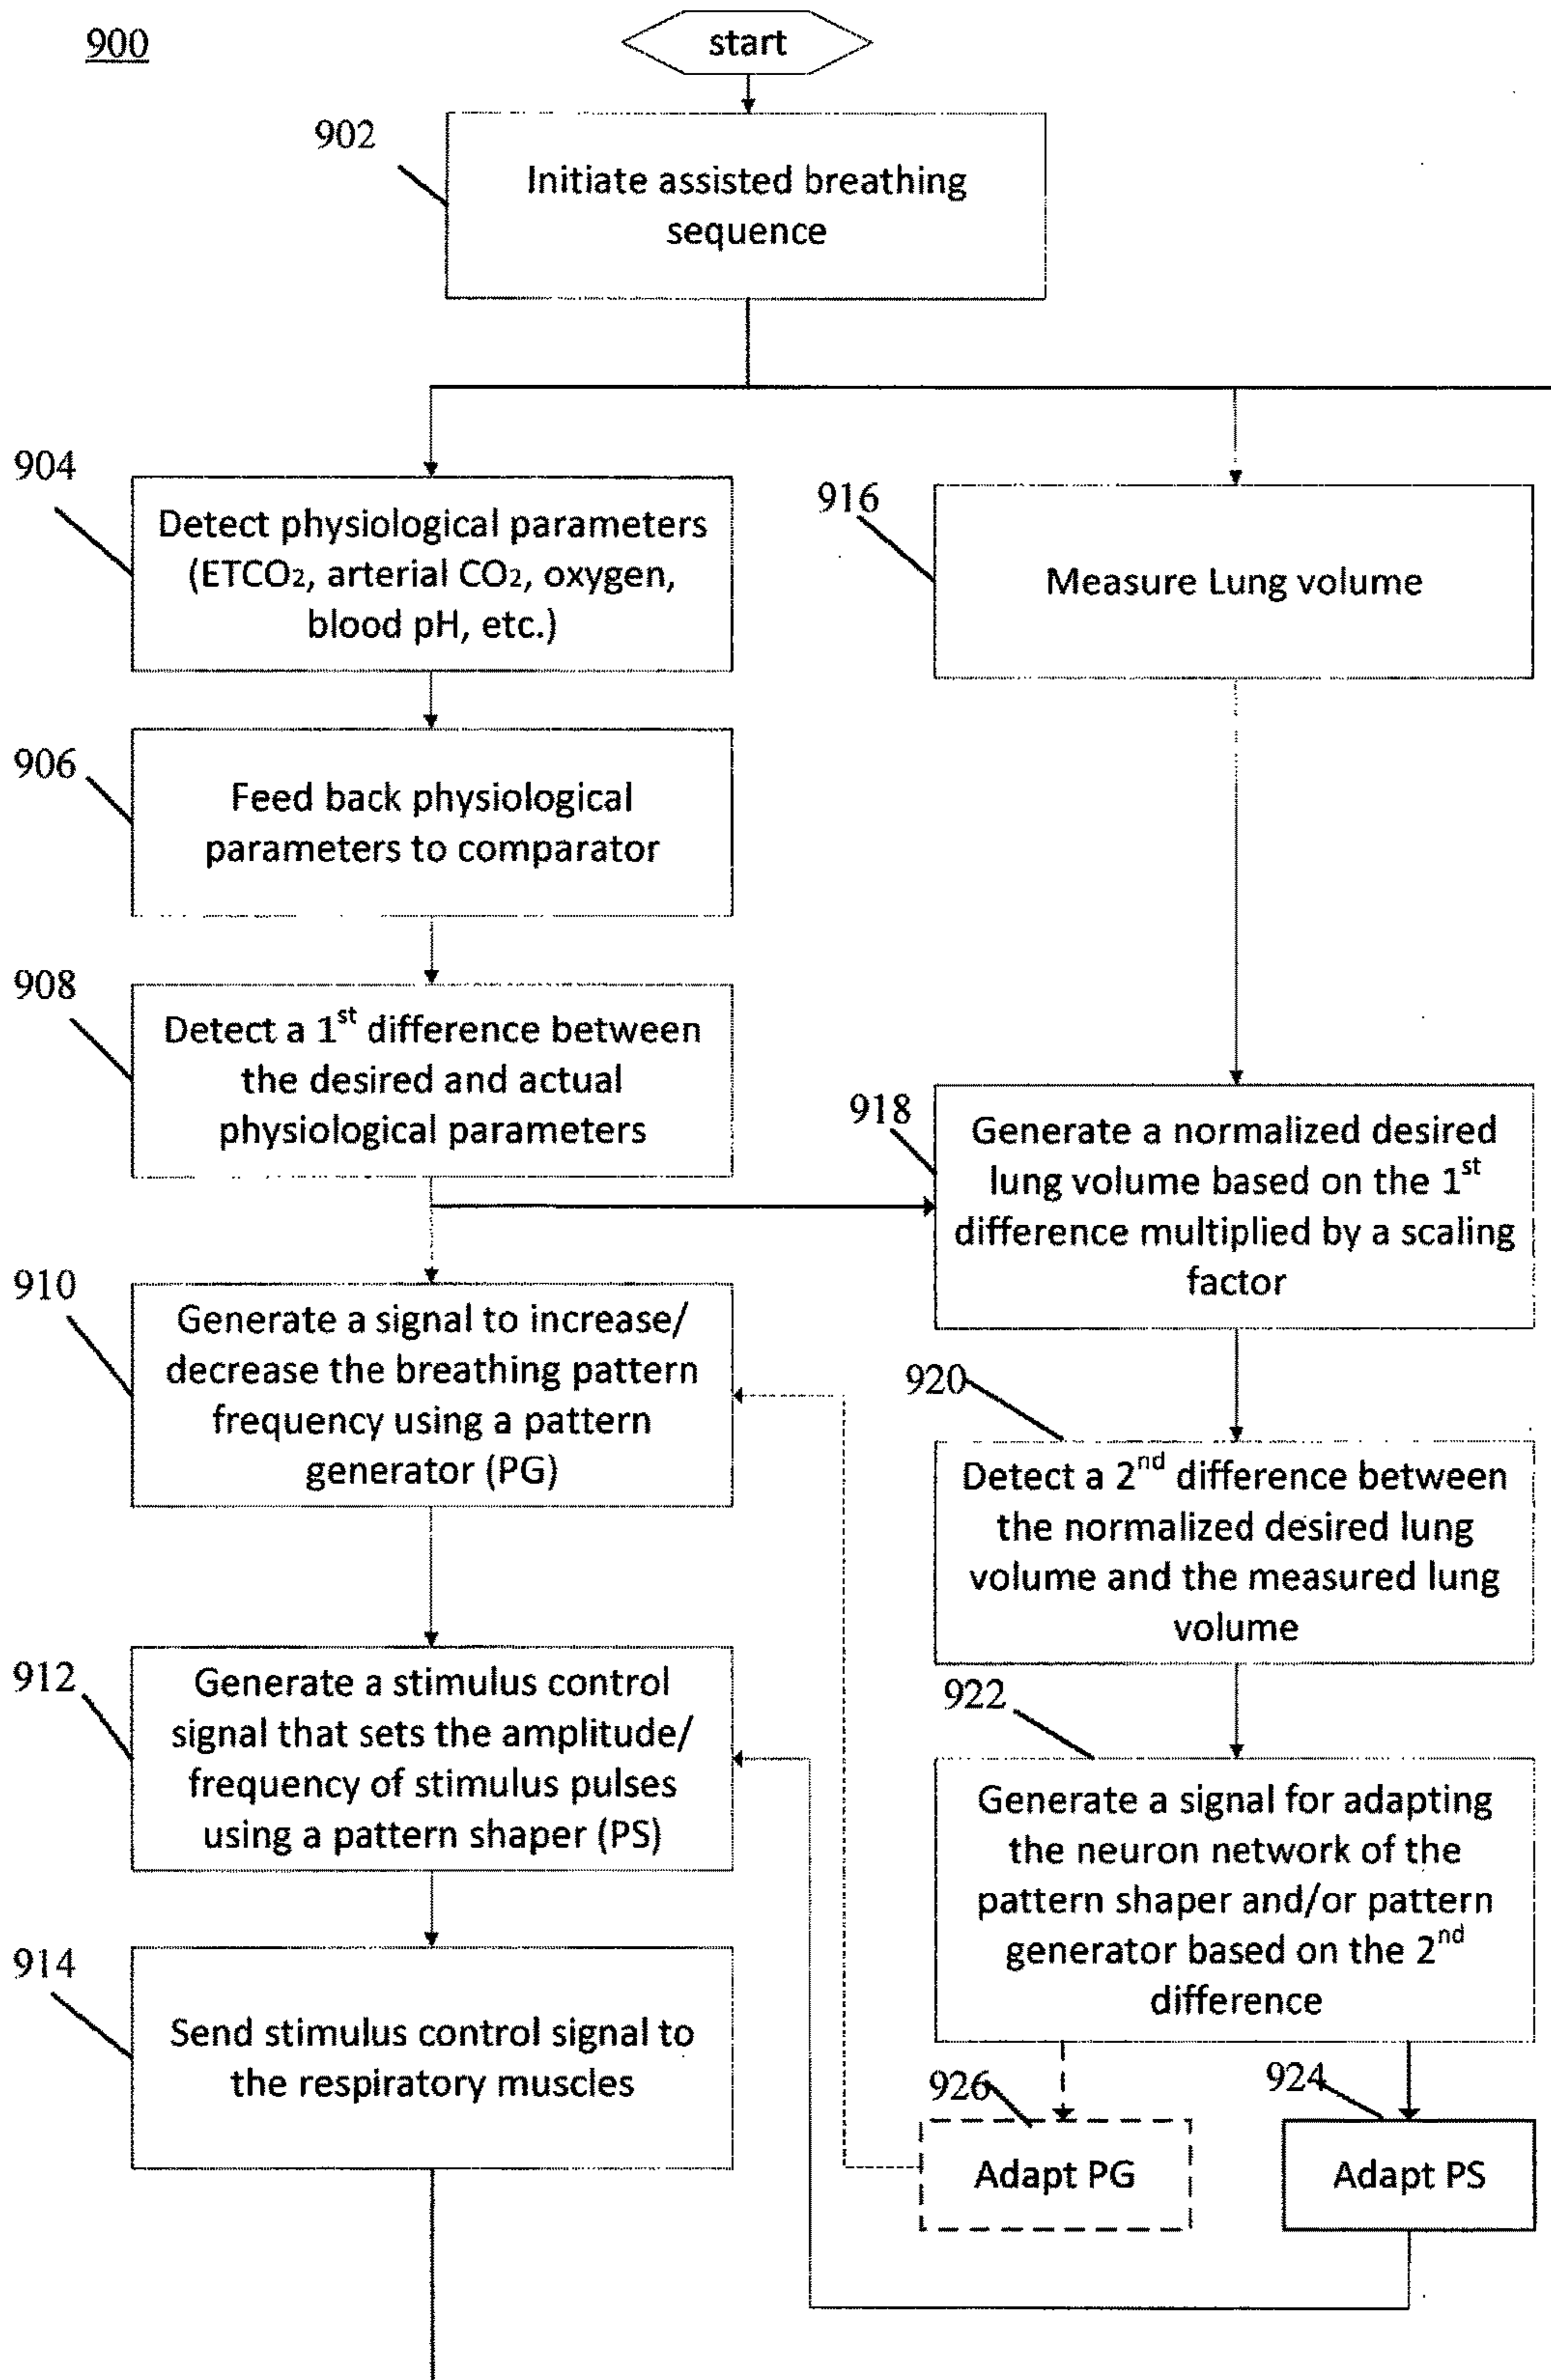 900
start
902
Initiate assisted breathing
sequence
904
Detect physiological parameters
(ETCO₂, arterial CO₂, oxygen,
blood pH, etc.)
906
Feed back physiological
parameters to comparator
908
Detect a 1st difference between
the desired and actual
physiological parameters
910
Generate a signal to increase/
decrease the breathing pattern
frequency using a pattern
generator (PG)
912
Generate a stimulus control
signal that sets the amplitude/
frequency of stimulus pulses
using a pattern shaper (PS)
914
Send stimulus control signal to
the respiratory muscles
916
Measure Lung volume
918
Generate a normalized desired
lung volume based on the 1st
difference multiplied by a scaling
factor
920
Detect a 2nd difference between
the normalized desired lung
volume and the measured lung
volume
922
Generate a signal for adapting
the neuron network of the
pattern shaper and/or pattern
generator based on the 2nd
difference
926
Adapt PG
924
Adapt PS